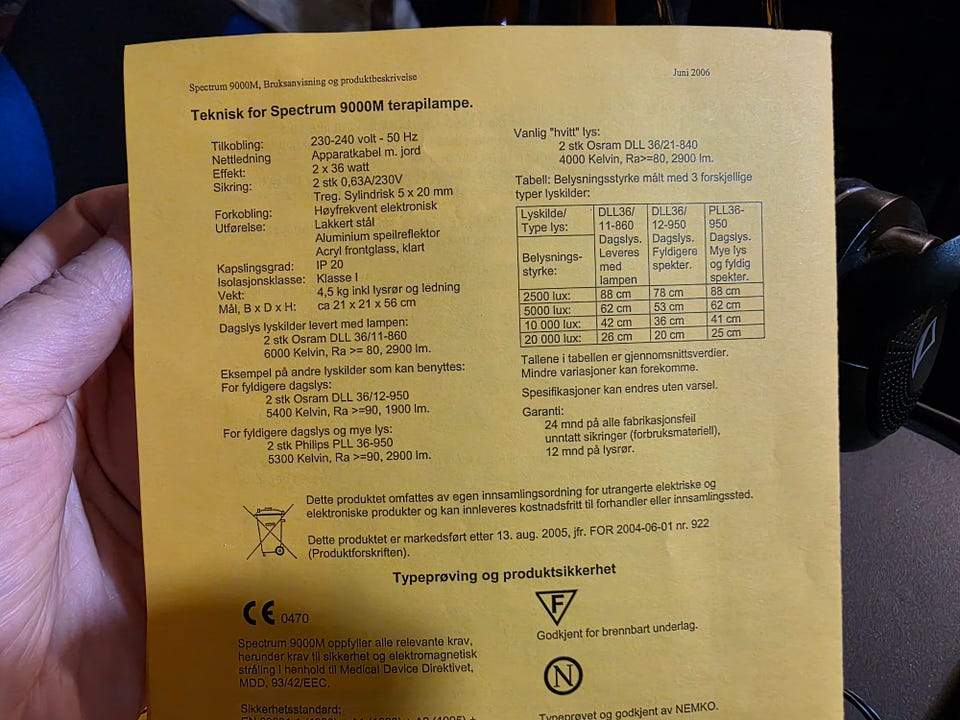 Spectrum 9000M, Bruksanvisning og produktbeskrivelse
Juni 2006
Teknisk for Spectrum 9000M terapilampe.
Tilkobling: 230-240 volt - 50 Hz
Nettledning Apparatkabel m. jord
Effekt: 2 x 36 watt
Sikring: 2 stk 0,63A/230V
Treg. Sylindrisk 5 x 20 mm
Forkobling: Høyfrekvent elektronisk
Utførelse: Lakkert stål
Aluminium speilreflektor
Acryl frontglass, klart
Kapslingsgrad: IP 20
Isolasjonsklasse: Klasse I
Vekt: 4,5 kg inkl lysrør og ledning
Mål, B x D x H: ca 21 x 21 x 56 cm
Dagslys lyskilder levert med lampen:
2 stk Osram DLL 36/11-860
6000 Kelvin, Ra >= 80, 2900 lm.
Eksempel på andre lyskilder som kan benyttes:
For fyldigere dagslys:
2 stk Osram DLL 36/12-950
5400 Kelvin, Ra >=90, 1900 lm.
For fyldigere dagslys og mye lys:
2 stk Philips PLL 36-950
5300 Kelvin, Ra >=90, 2900 lm.
Vanlig "hvitt" lys:
2 stk Osram DLL 36/21-840
4000 Kelvin, Ra>=80, 2900 lm.
Tabell: Belysningsstyrke målt med 3 forskjellige
typer lyskilder:
Lyskilde/ DLL36/ DLL36/ PLL36-
Type lys: 11-860 12-950 950
Belysnings-
styrke:
Dagslys.
Leveres
med
lampen
Dagslys.
Fyldigere
spekter.
Dagslys.
Mye lys
og fyldig
spekter.
2500 lux: 88 cm 78 cm 88 cm
5000 lux: 62 cm 53 cm 62 cm
10 000 lux: 42 cm 36 cm 41 cm
20 000 lux: 26 cm 20 cm 25 cm
Tallene i tabellen er gjennomsnittsverdier.
Mindre variasjoner kan forekomme.
Spesifikasjoner kan endres uten varsel.
Garanti:
24 mnd på alle fabrikasjonsfeil
unntatt sikringer (forbruksmateriell),
12 mnd på lysrør.
Dette produktet omfattes av egen innsamlingsordning for utrangerte elektriske og
elektroniske produkter og kan innleveres kostnadsfritt til forhandler eller innsamlingssted.
Dette produktet er markedsført etter 13. aug. 2005, jfr. FOR 2004-06-01 nr. 922
(Produktforskriften).
Typeprøving og produktsikkerhet
CE 0470
Spectrum 9000M oppfyller alle relevante krav,
herunder krav til sikkerhet og elektromagnetisk
stråling i henhold til Medical Device Direktivet,
MDD, 93/42/EEC.
Sikkerhetsstandard:
F
Godkjent for brennbart underlag.
N
Typeprøvet og godkjent av NEMKO.